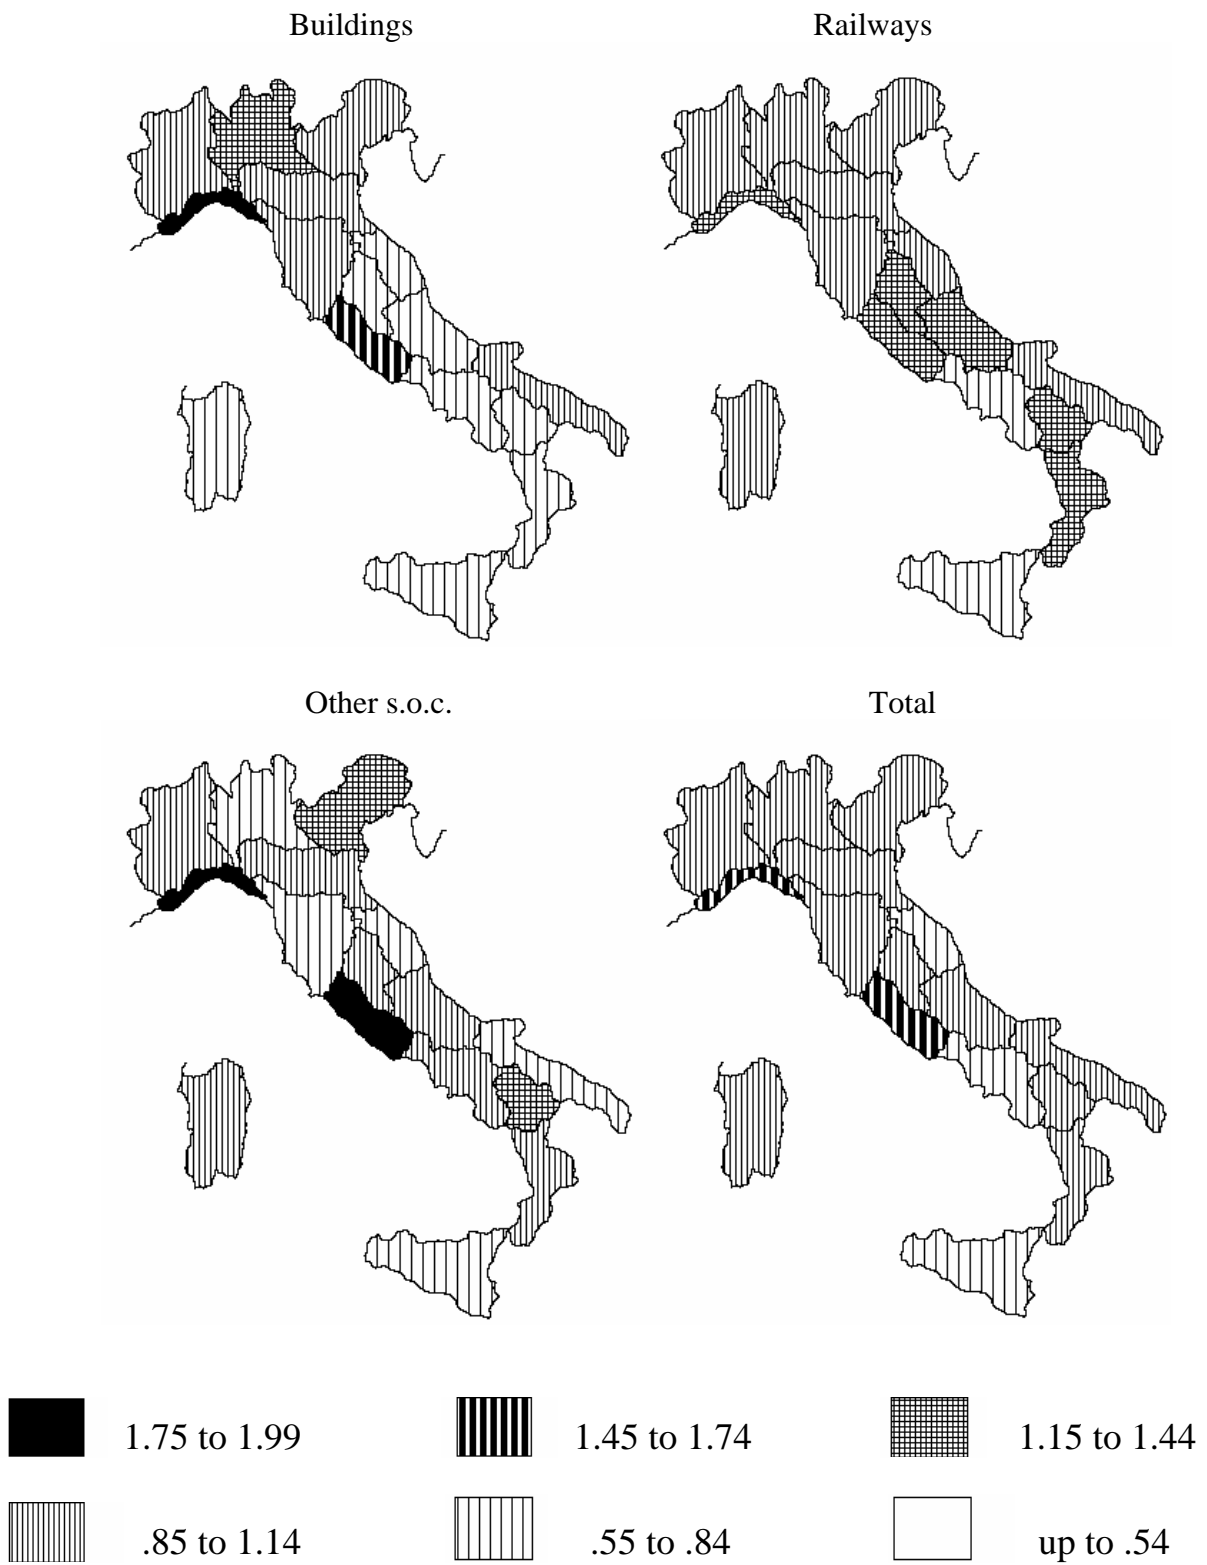 Buildings Railways
Other s.o.c. Total
1.75 to 1.99 1.45 to 1.74 1.15 to 1.44
.85 to 1.14 .55 to .84 up to .54